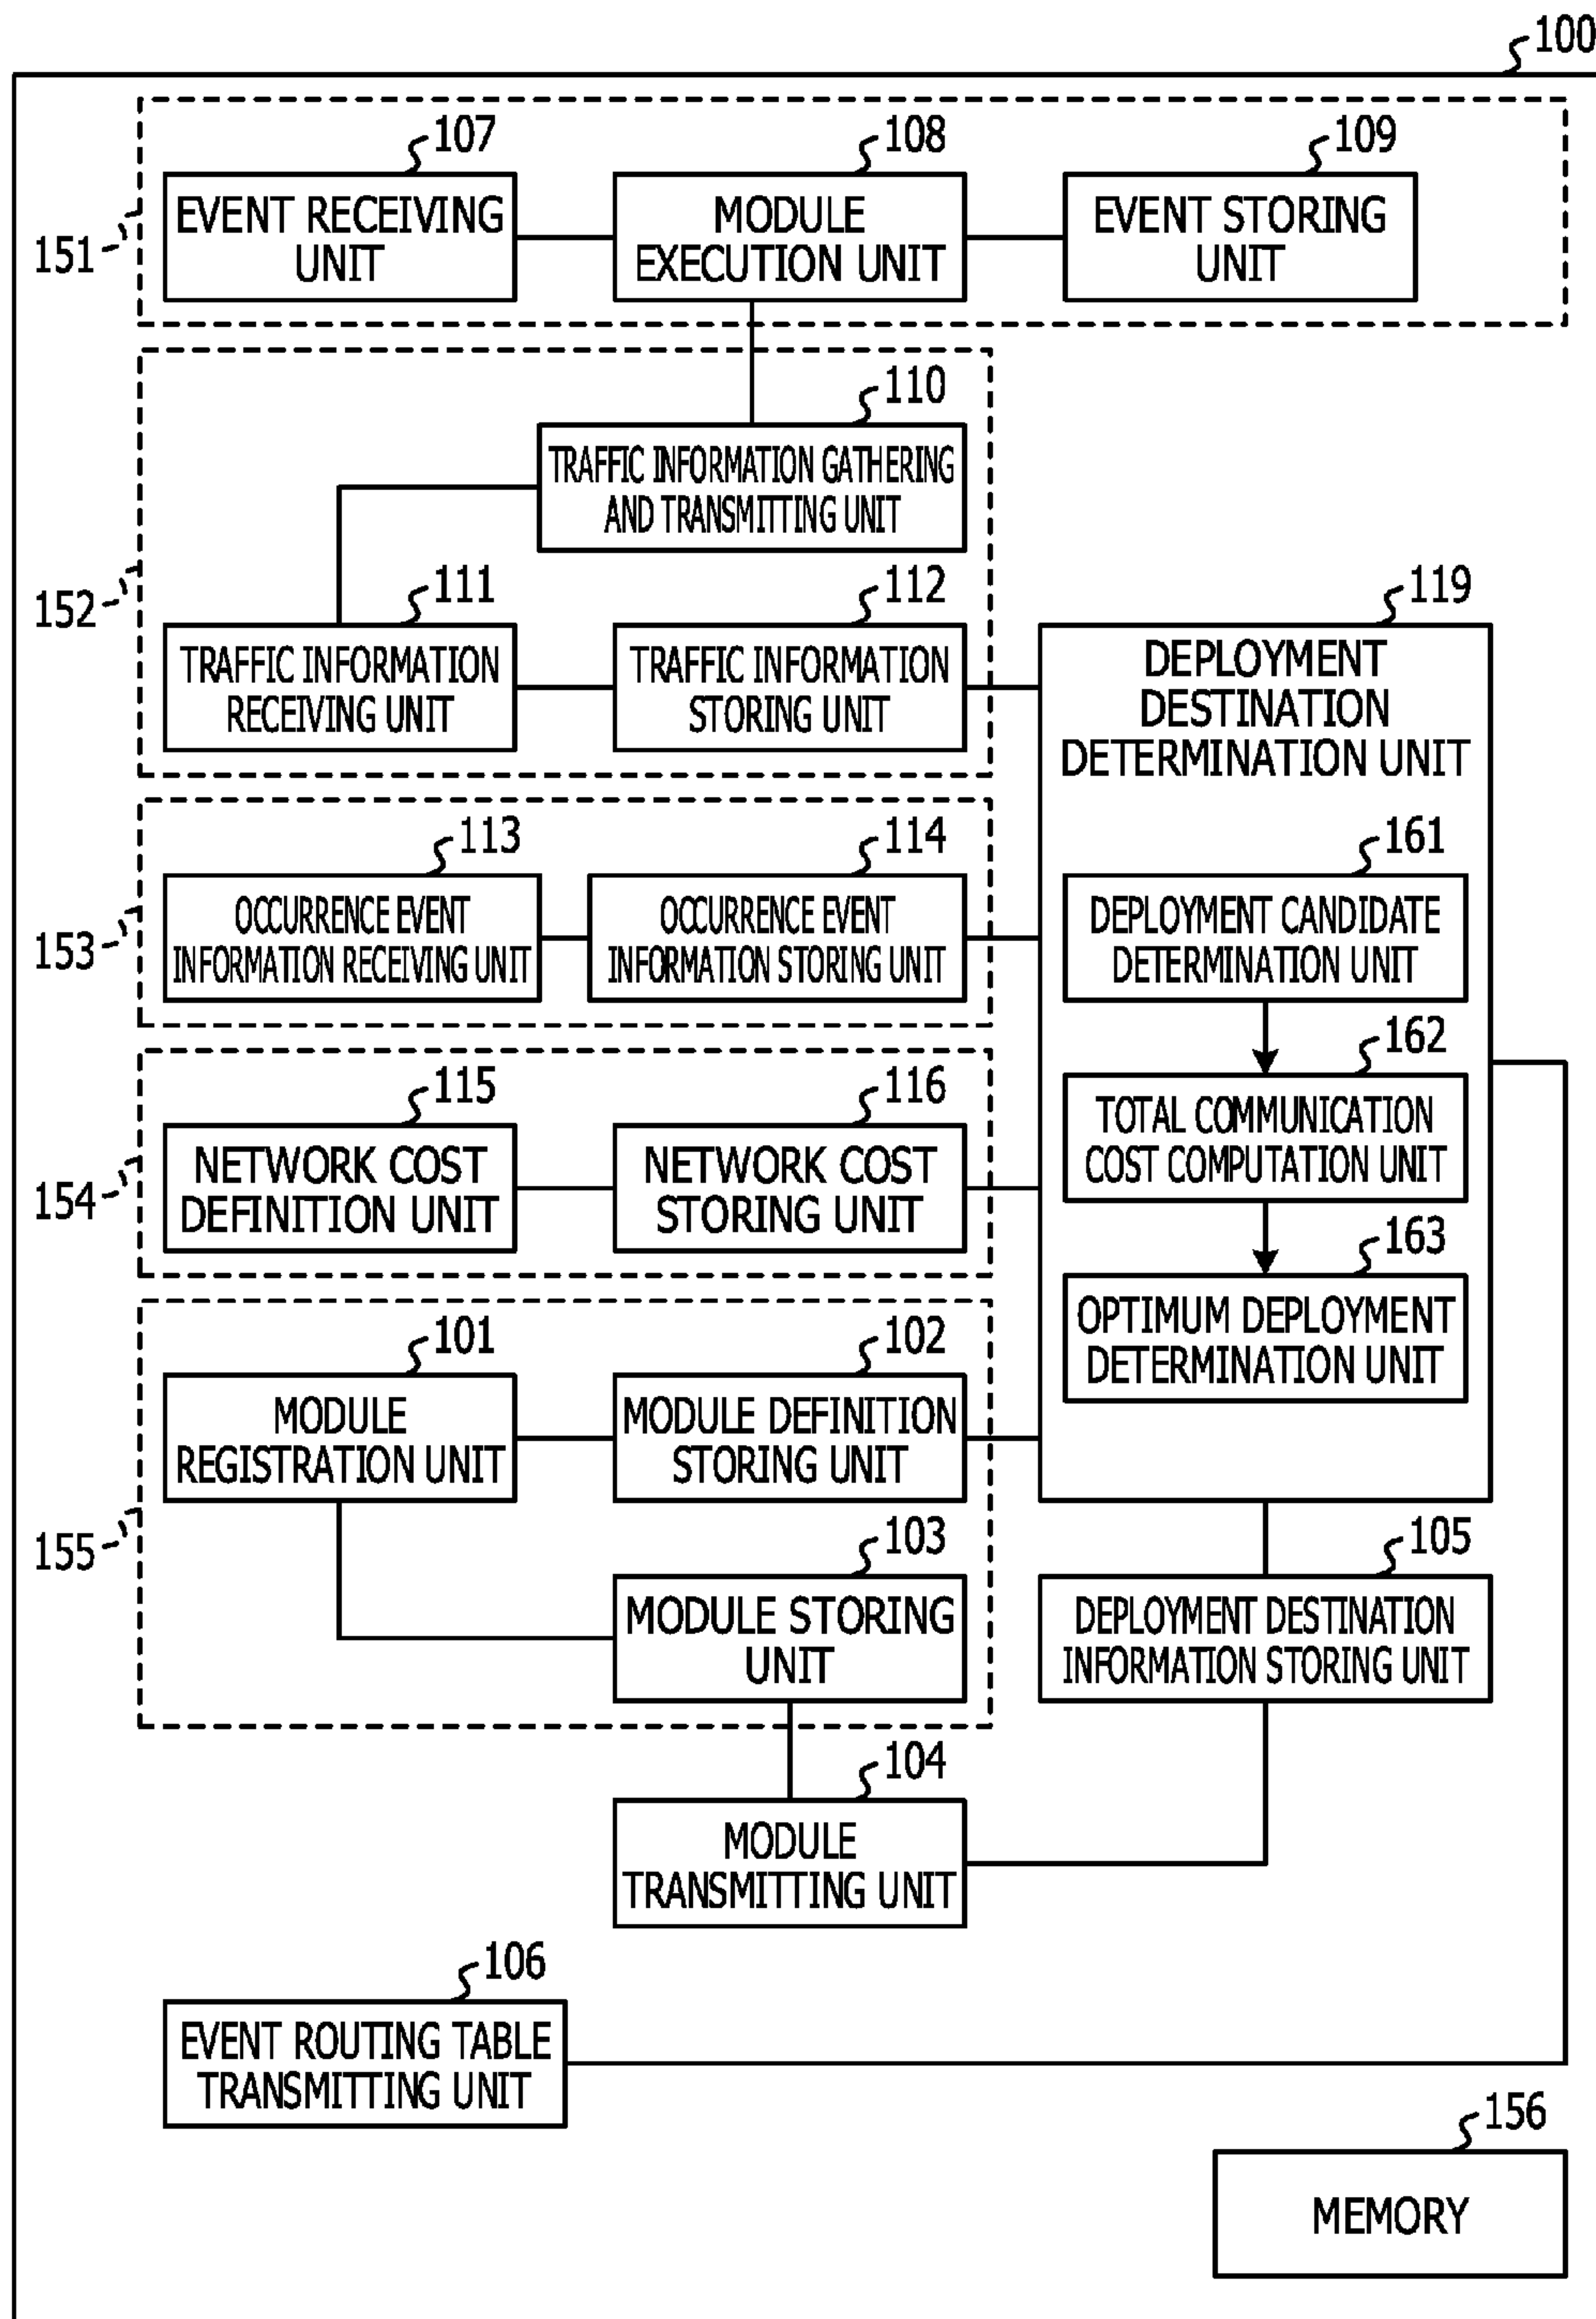 100
107
108
109
EVENT RECEIVING
UNIT
MODULE
EXECUTION UNIT
EVENT STORING
UNIT
151
110
TRAFFIC INFORMATION GATHERING
AND TRANSMITTING UNIT
152
111
112
119
TRAFFIC INFORMATION
RECEIVING UNIT
TRAFFIC INFORMATION
STORING UNIT
DEPLOYMENT
DESTINATION
DETERMINATION UNIT
113
114
161
153
OCCURRENCE EVENT
INFORMATION RECEIVING UNIT
OCCURRENCE EVENT
INFORMATION STORING UNIT
DEPLOYMENT CANDIDATE
DETERMINATION UNIT
115
116
162
154
NETWORK COST
DEFINITION UNIT
NETWORK COST
STORING UNIT
TOTAL COMMUNICATION
COST COMPUTATION UNIT
163
OPTIMUM DEPLOYMENT
DETERMINATION UNIT
101
102
MODULE
REGISTRATION UNIT
MODULE DEFINITION
STORING UNIT
155
103
105
MODULE STORING
UNIT
DEPLOYMENT DESTINATION
INFORMATION STORING UNIT
104
MODULE
TRANSMITTING UNIT
106
EVENT ROUTING TABLE
TRANSMITTING UNIT
156
MEMORY